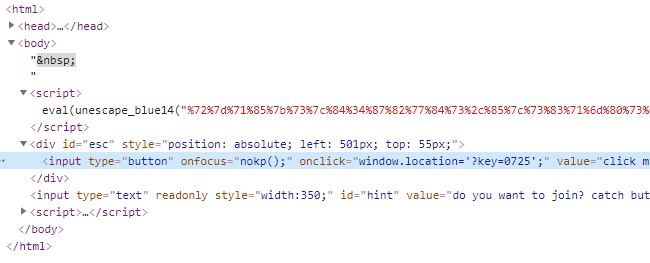 <html>
<head>…</head>
<body>
"&nbsp;
"
<script>
eval(unescape_blue14("%72%7d%71%85%7b%73%7c%84%34%87%82%77%84%73%2c%85%7c%73%83%71%6d%80%73%
</script>
<div id="esc" style="position: absolute; left: 501px; top: 55px;">
<input type="button" onfocus="nokp();" onclick="window.location='?key=0725';" value="click m
</div>
<input type="text" readonly style="width:350;" id="hint" value="do you want to join? catch but
<script>…</script>
</body>
</html>